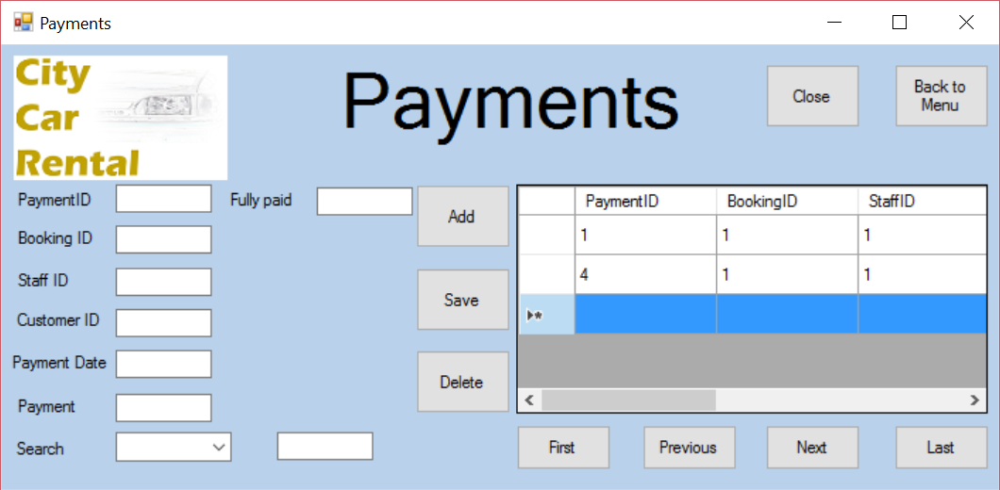 Payments
City
Car
Rental
Payments
Close
Back to
Menu
PaymentID
Fully paid
Add
PaymentID BookingID StaffID
1 1 1
4 1 1
Booking ID
Staff ID
Save
Customer ID
Payment Date
Delete
Payment
Search
First Previous Next Last